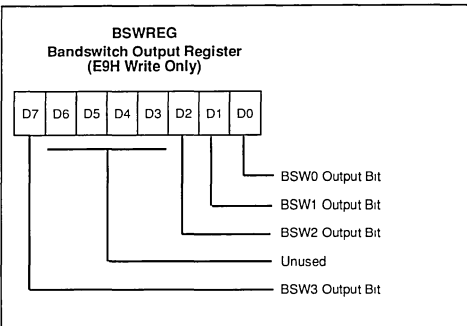 BSWREG
Bandswitch Output Register
(E9H Write Only)
D7 D6 D5 D4 D3 D2 D1 D0
BSW0 Output Bit
BSW1 Output Bit
BSW2 Output Bit
Unused
BSW3 Output Bit